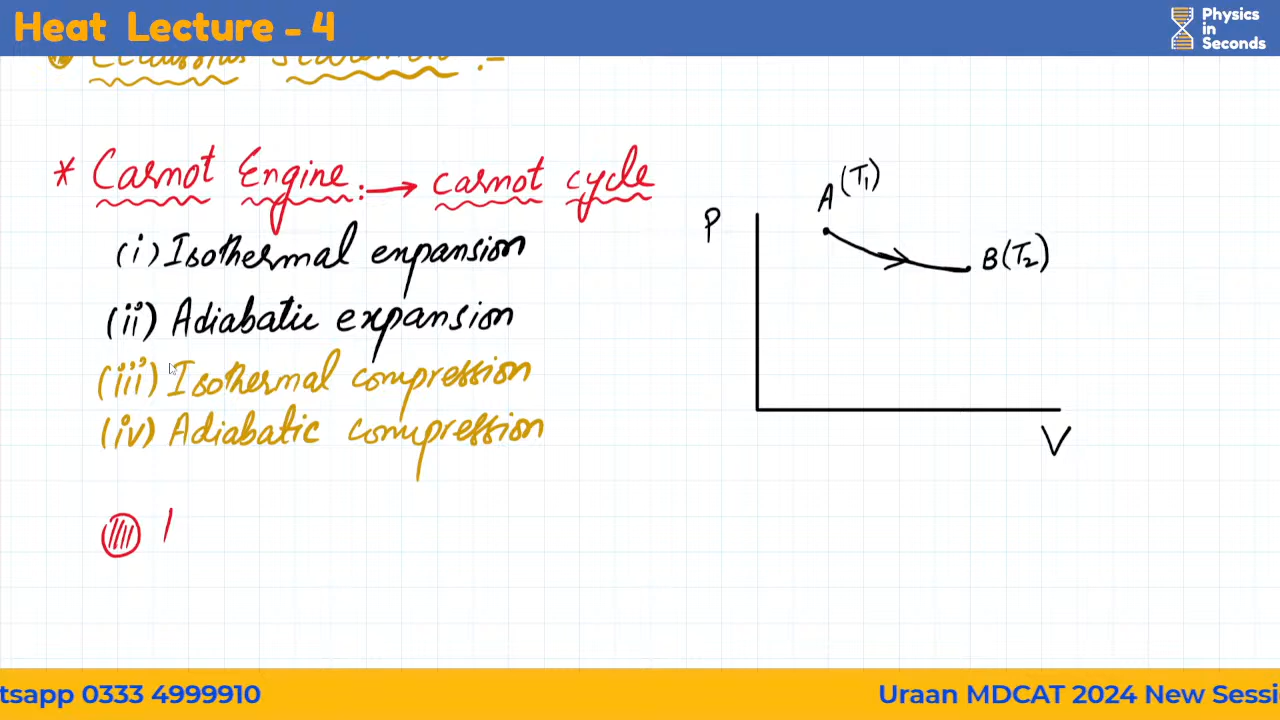 Heat Lecture - 4
Physics
in
Seconds
* Carnot Engine :→ carnot cycle
(i) Isothermal expansion
(ii) Adiabatic expansion
(iii) Isothermal compression
(iv) Adiabatic compression
P
A (T₁)
B (T₂)
V
tsapp 0333 4999910
Uraan MDCAT 2024 New Sessi